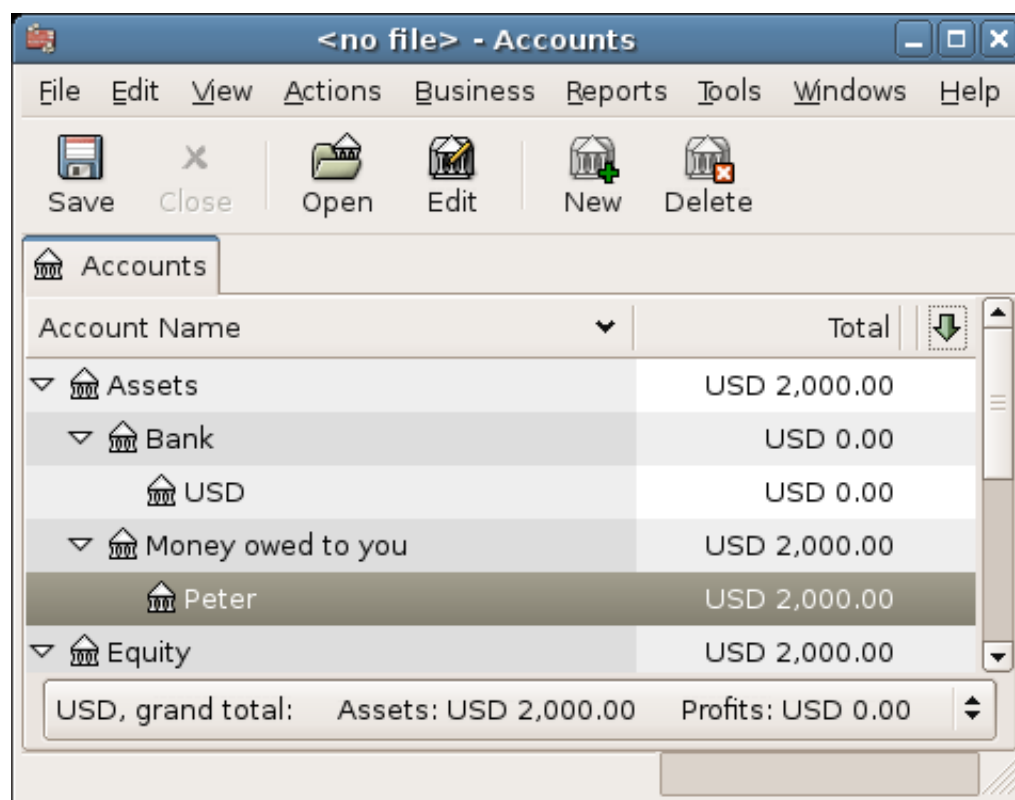 <no file> - Accounts
File Edit View Actions Business Reports Tools Windows Help
Save Close Open Edit New Delete
Accounts
Account Name Total
Assets USD 2,000.00
Bank USD 0.00
USD USD 0.00
Money owed to you USD 2,000.00
Peter USD 2,000.00
Equity USD 2,000.00
USD, grand total: Assets: USD 2,000.00 Profits: USD 0.00